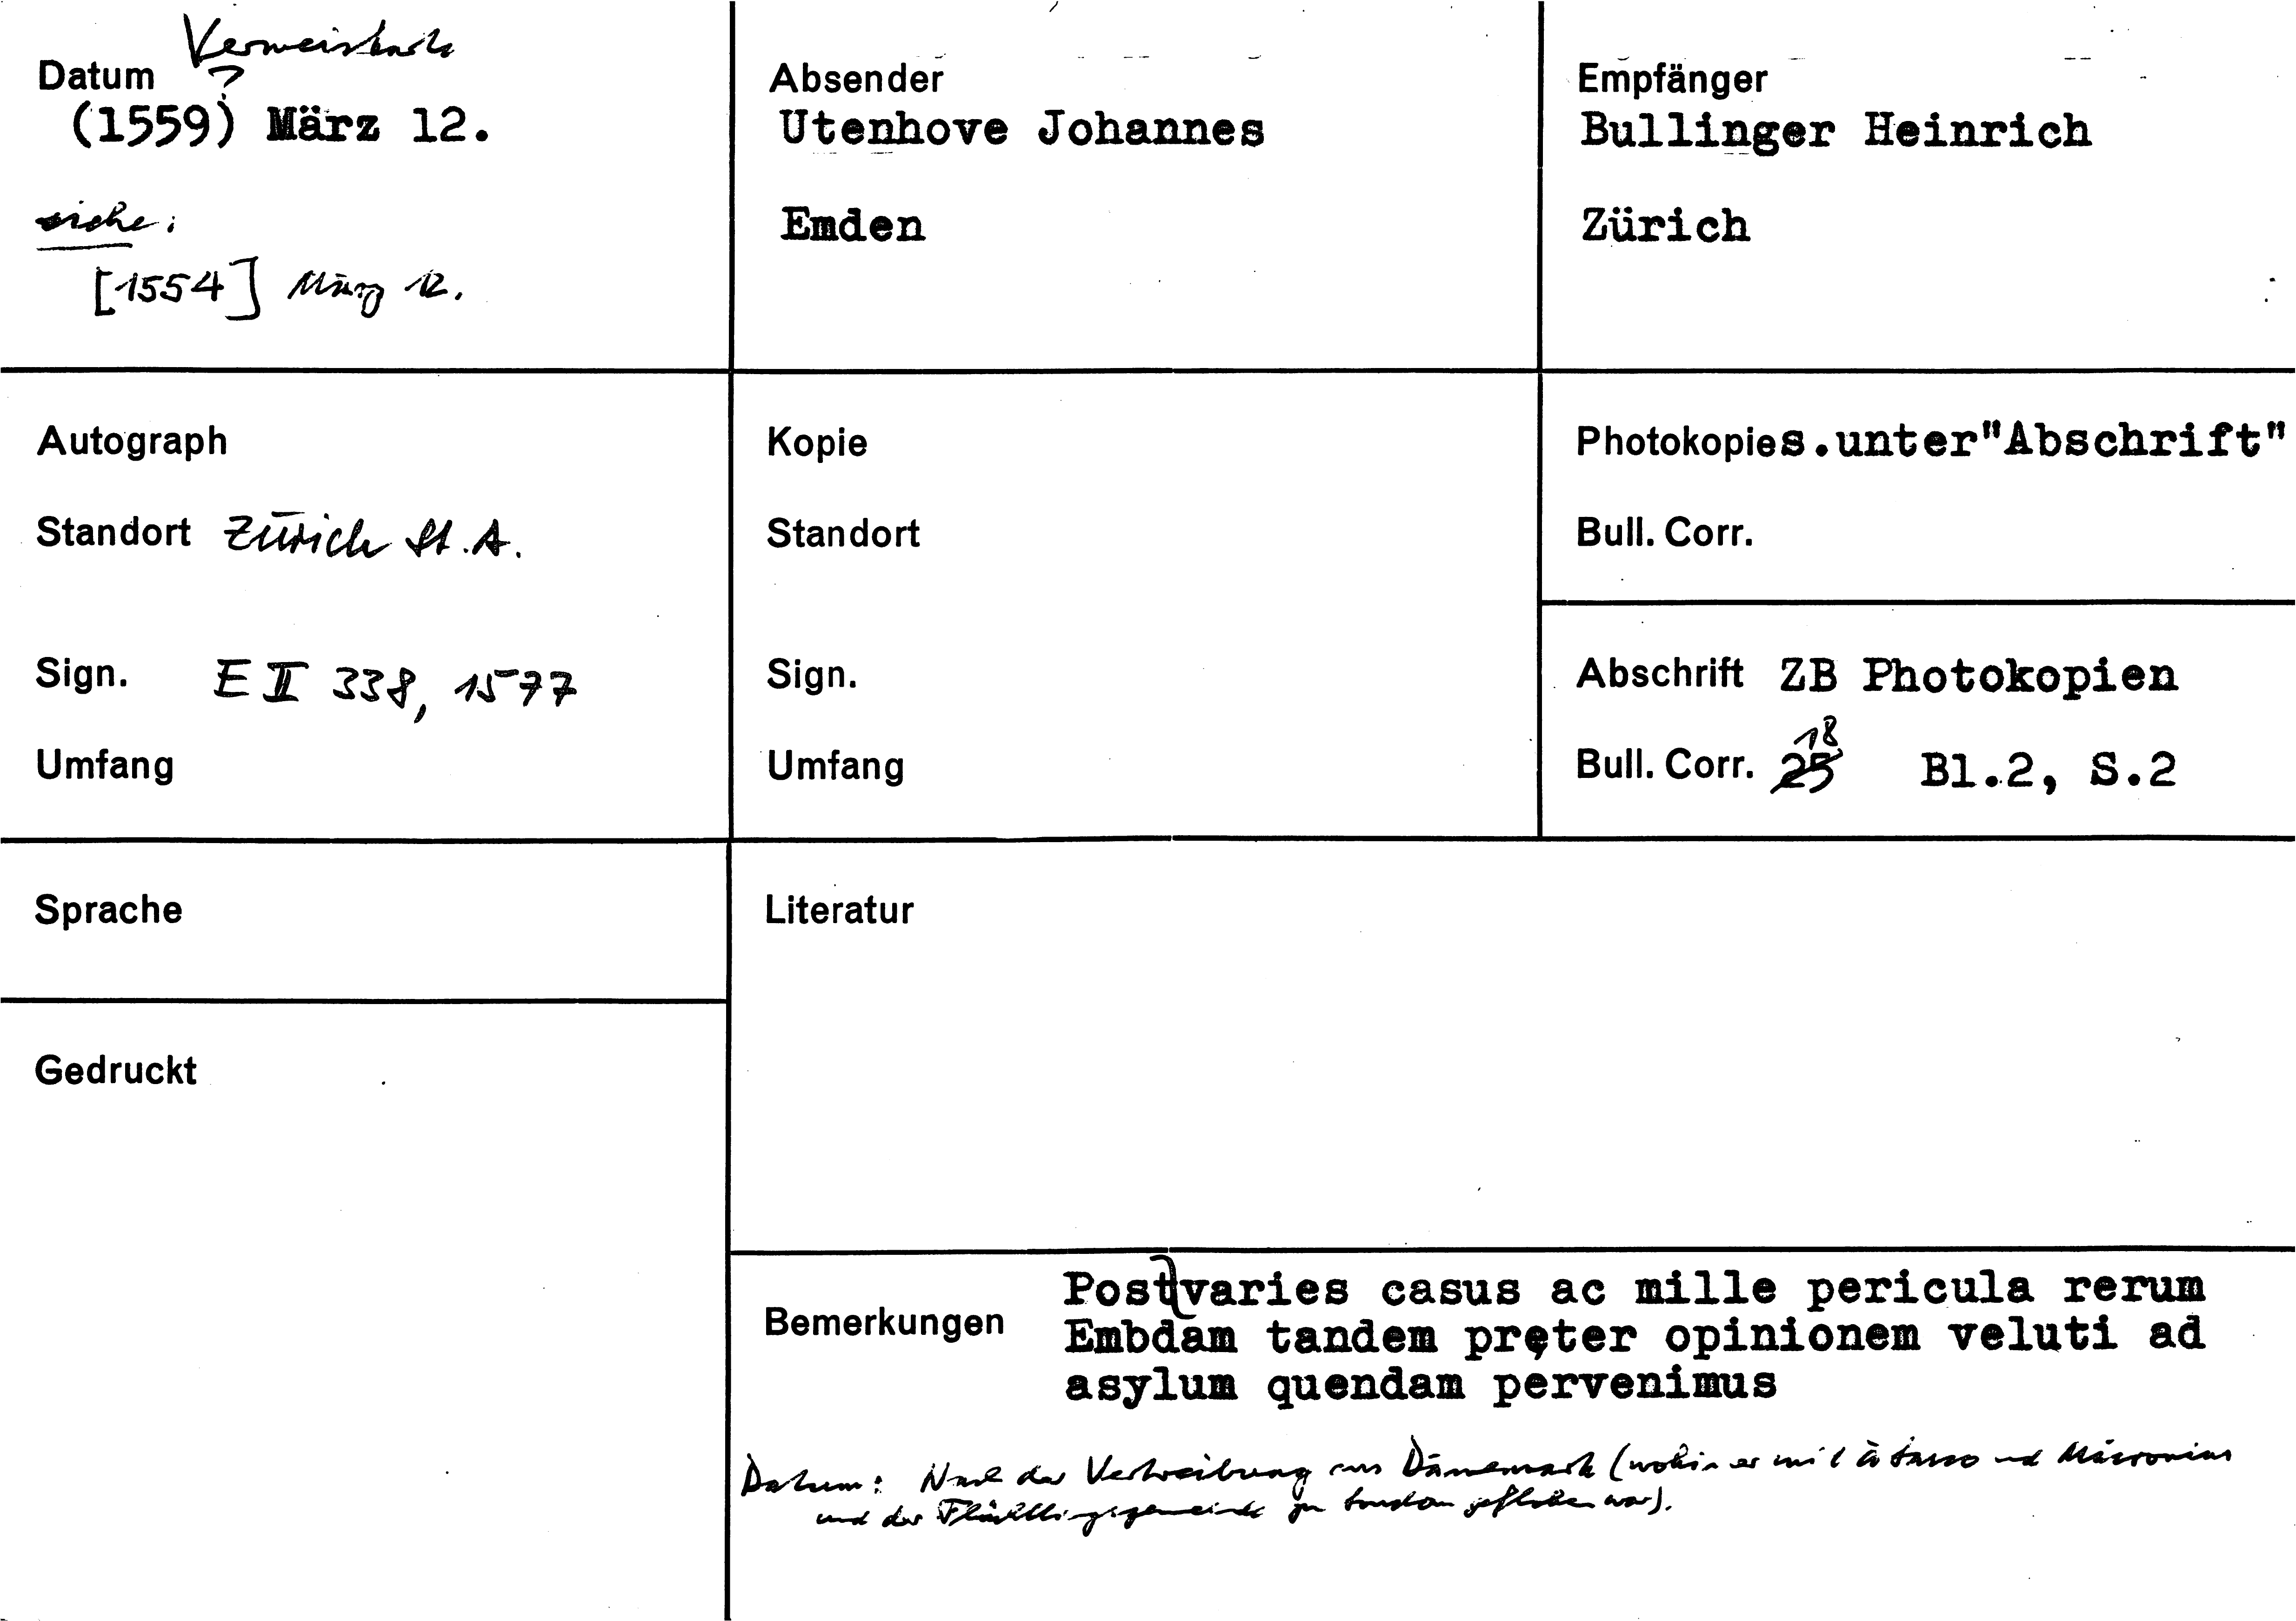 Verweiskarte
Datum ?
(1559) März 12.
siehe:
[1554] März 12.
Absender
Utenhove Johannes
Emden
Empfänger
Bullinger Heinrich
Zürich
Autograph
Standort Zürich St.A.
Sign. E II 338, 1577
Umfang
Kopie
Standort
Sign.
Umfang
Photokopie s.unter"Abschrift"
Bull. Corr.
Abschrift ZB Photokopien
18
Bull. Corr. 25 Bl.2, S.2
Sprache
Literatur
Gedruckt
Bemerkungen
Post varies casus ac mille pericula rerum
Embdam tandem pręter opinionem veluti ad
asylum quendam pervenimus
Datum: Nach der Vertreibung aus Dänemark (wohin er mit à Lasco und Micronius
und der Flüchtlingsgemeinde zu London geflohen war).